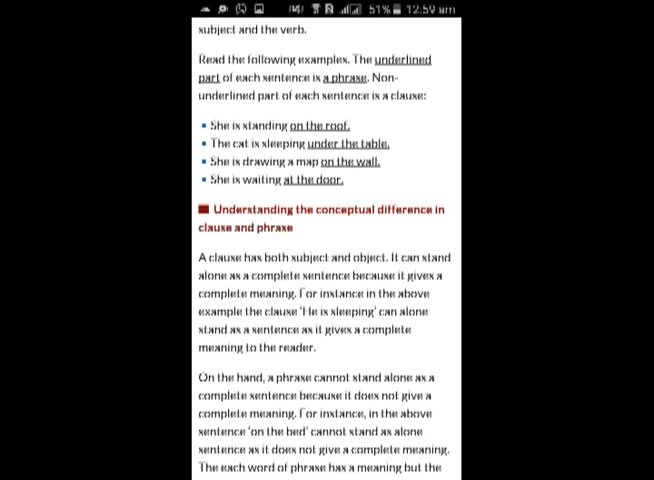 51% 12:59 am
subject and the verb.
Read the following examples. The underlined
part of each sentence is a phrase. Non-
underlined part of each sentence is a clause:
She is standing on the roof.
The cat is sleeping under the table.
She is drawing a map on the wall.
She is waiting at the door.
Understanding the conceptual difference in
clause and phrase
A clause has both subject and object. It can stand
alone as a complete sentence because it gives a
complete meaning. For instance in the above
example the clause 'He is sleeping' can alone
stand as a sentence as it gives a complete
meaning to the reader.
On the hand, a phrase cannot stand alone as a
complete sentence because it does not give a
complete meaning. For instance, in the above
sentence 'on the bed' cannot stand as alone
sentence as it does not give a complete meaning.
The each word of phrase has a meaning but the